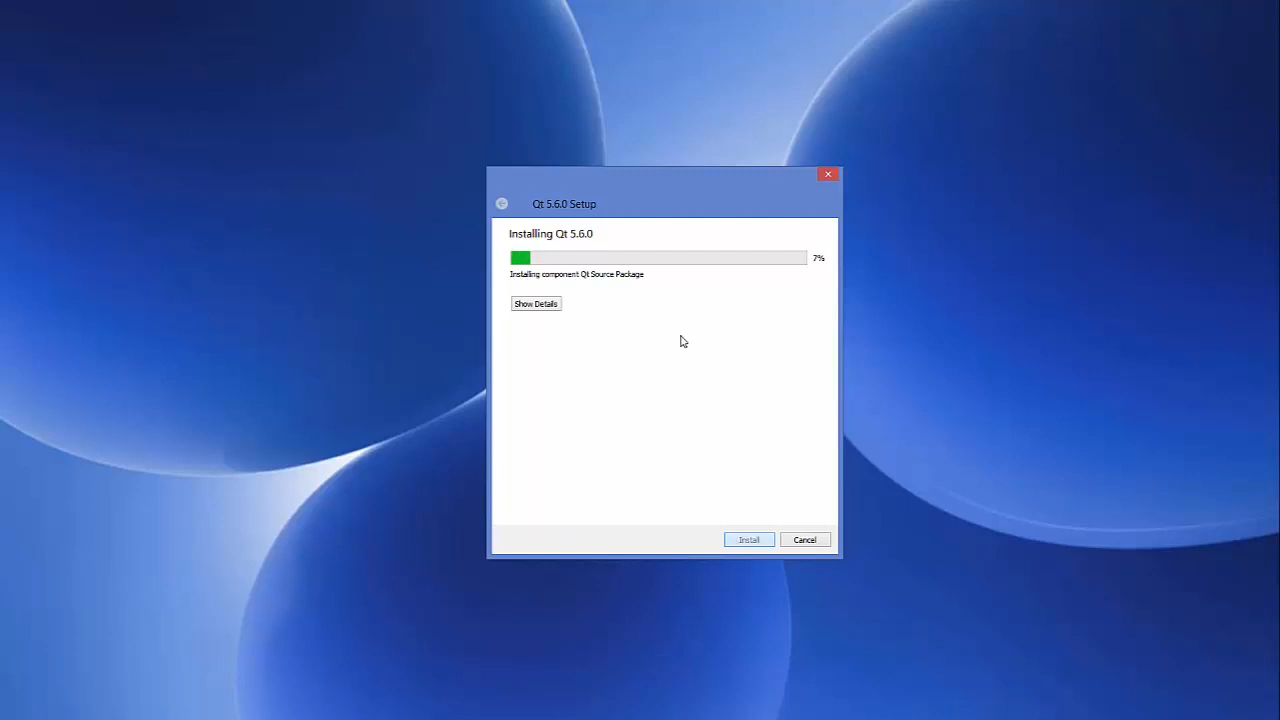 Qt 5.6.0 Setup
Installing Qt 5.6.0
7%
Installing component Qt Source Package
Show Details
Install
Cancel